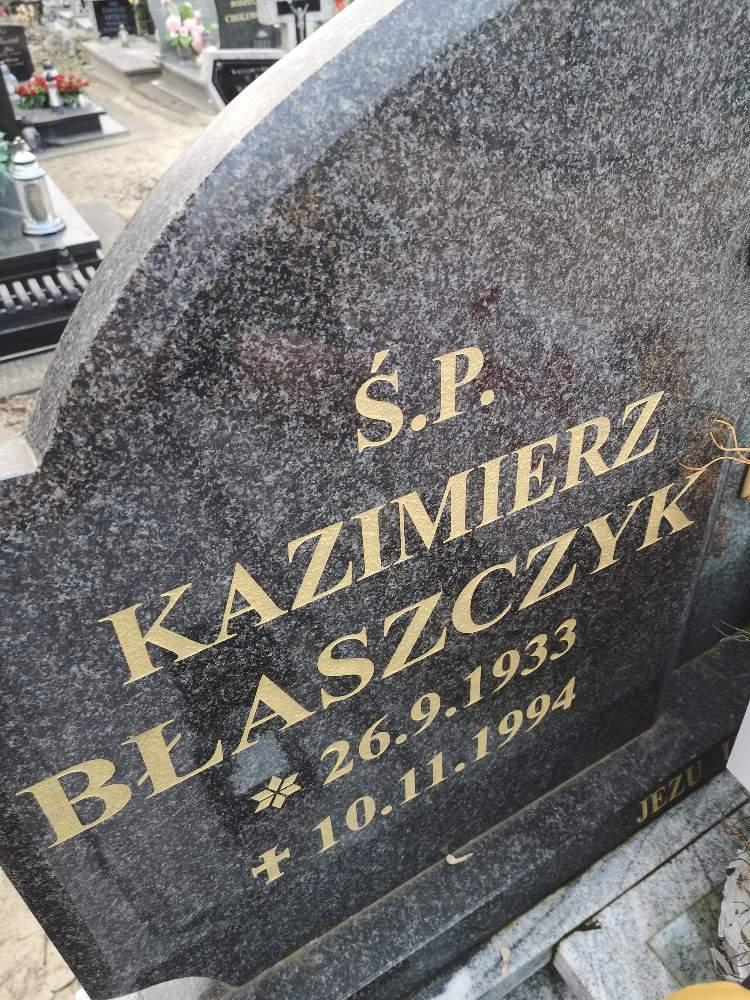 Ś.P.
KAZIMIERZ
BŁASZCZYK
26.9.1933
10.11.1994
JEZU